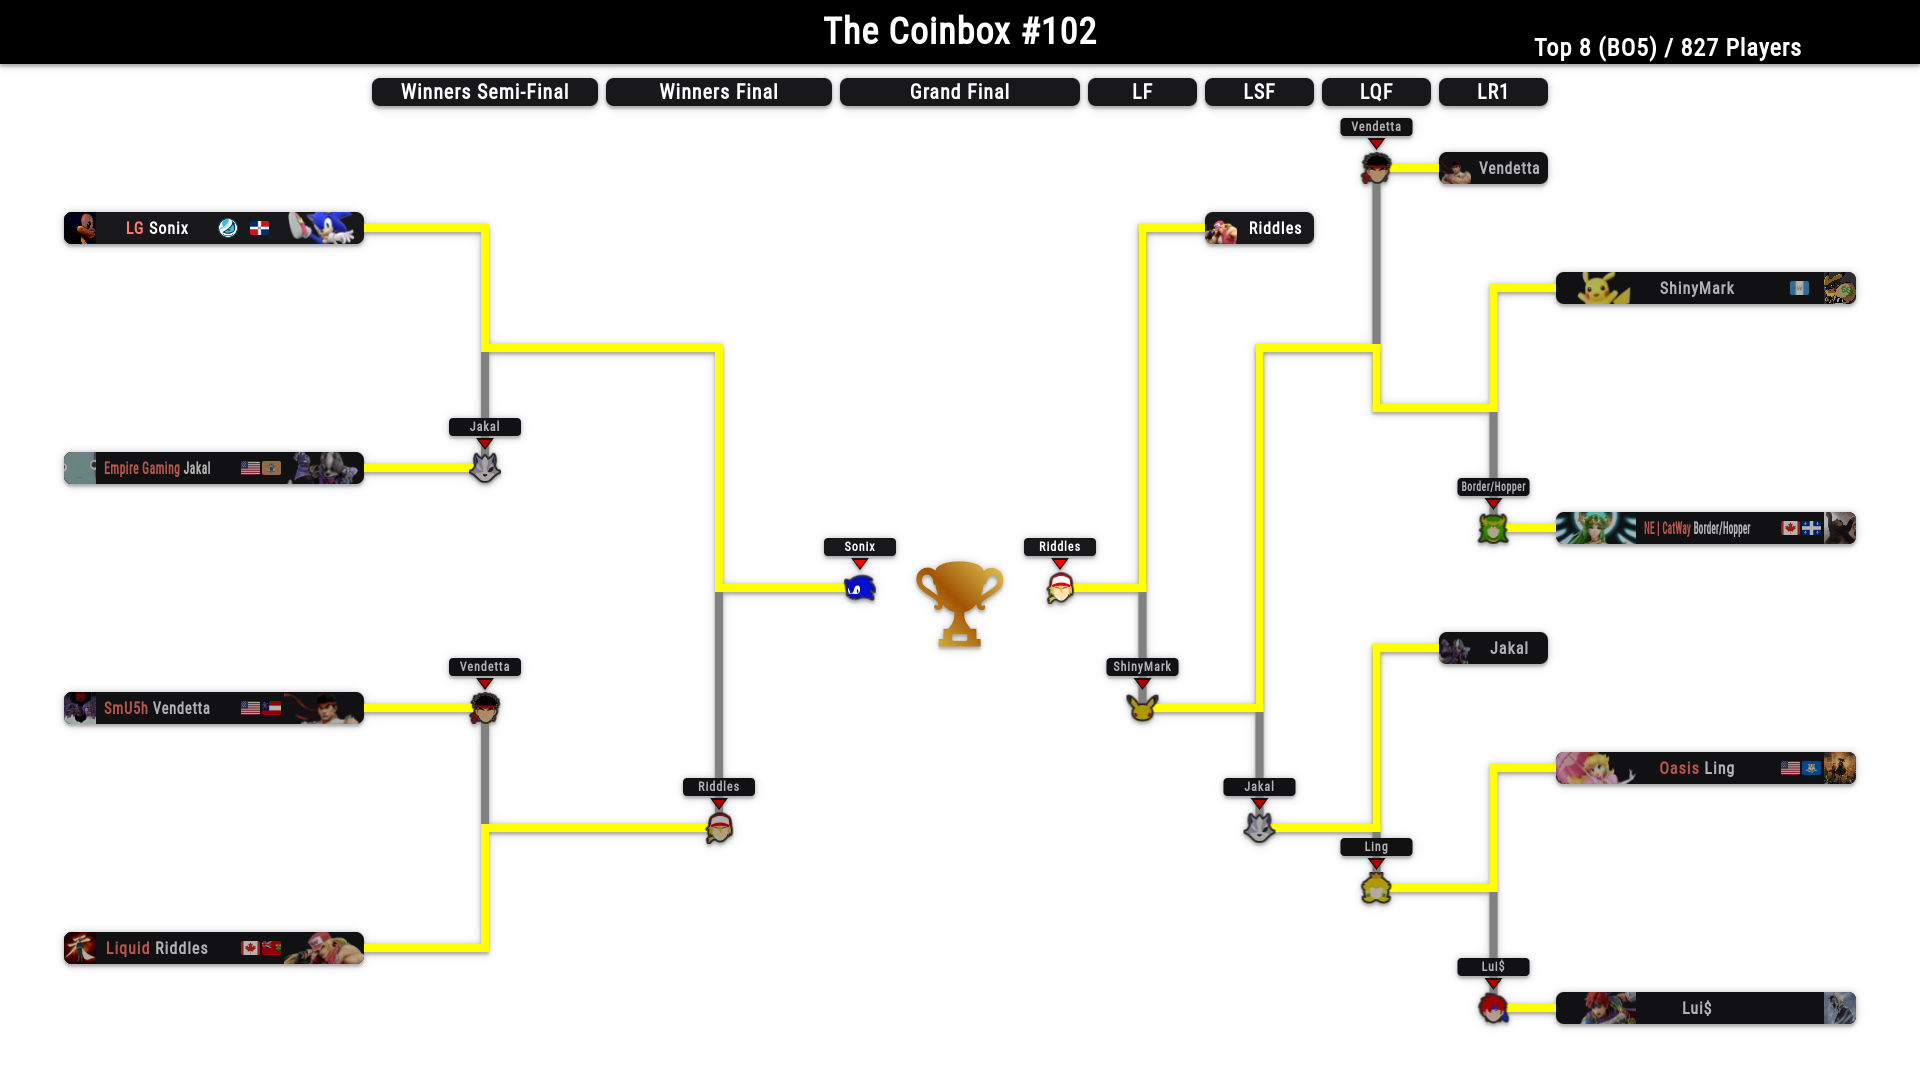 The Coinbox #102
Top 8 (BO5) / 827 Players
Winners Semi-Final
Winners Final
Grand Final
LF
LSF
LQF
LR1
Vendetta
Vendetta
LG Sonix
Riddles
ShinyMark
Jakal
Empire Gaming Jakal
Border/Hopper
NE | CatWay Border/Hopper
Sonix
Riddles
Jakal
Vendetta
ShinyMark
SmU5h Vendetta
Oasis Ling
Riddles
Jakal
Ling
Liquid Riddles
Lui$
Lui$